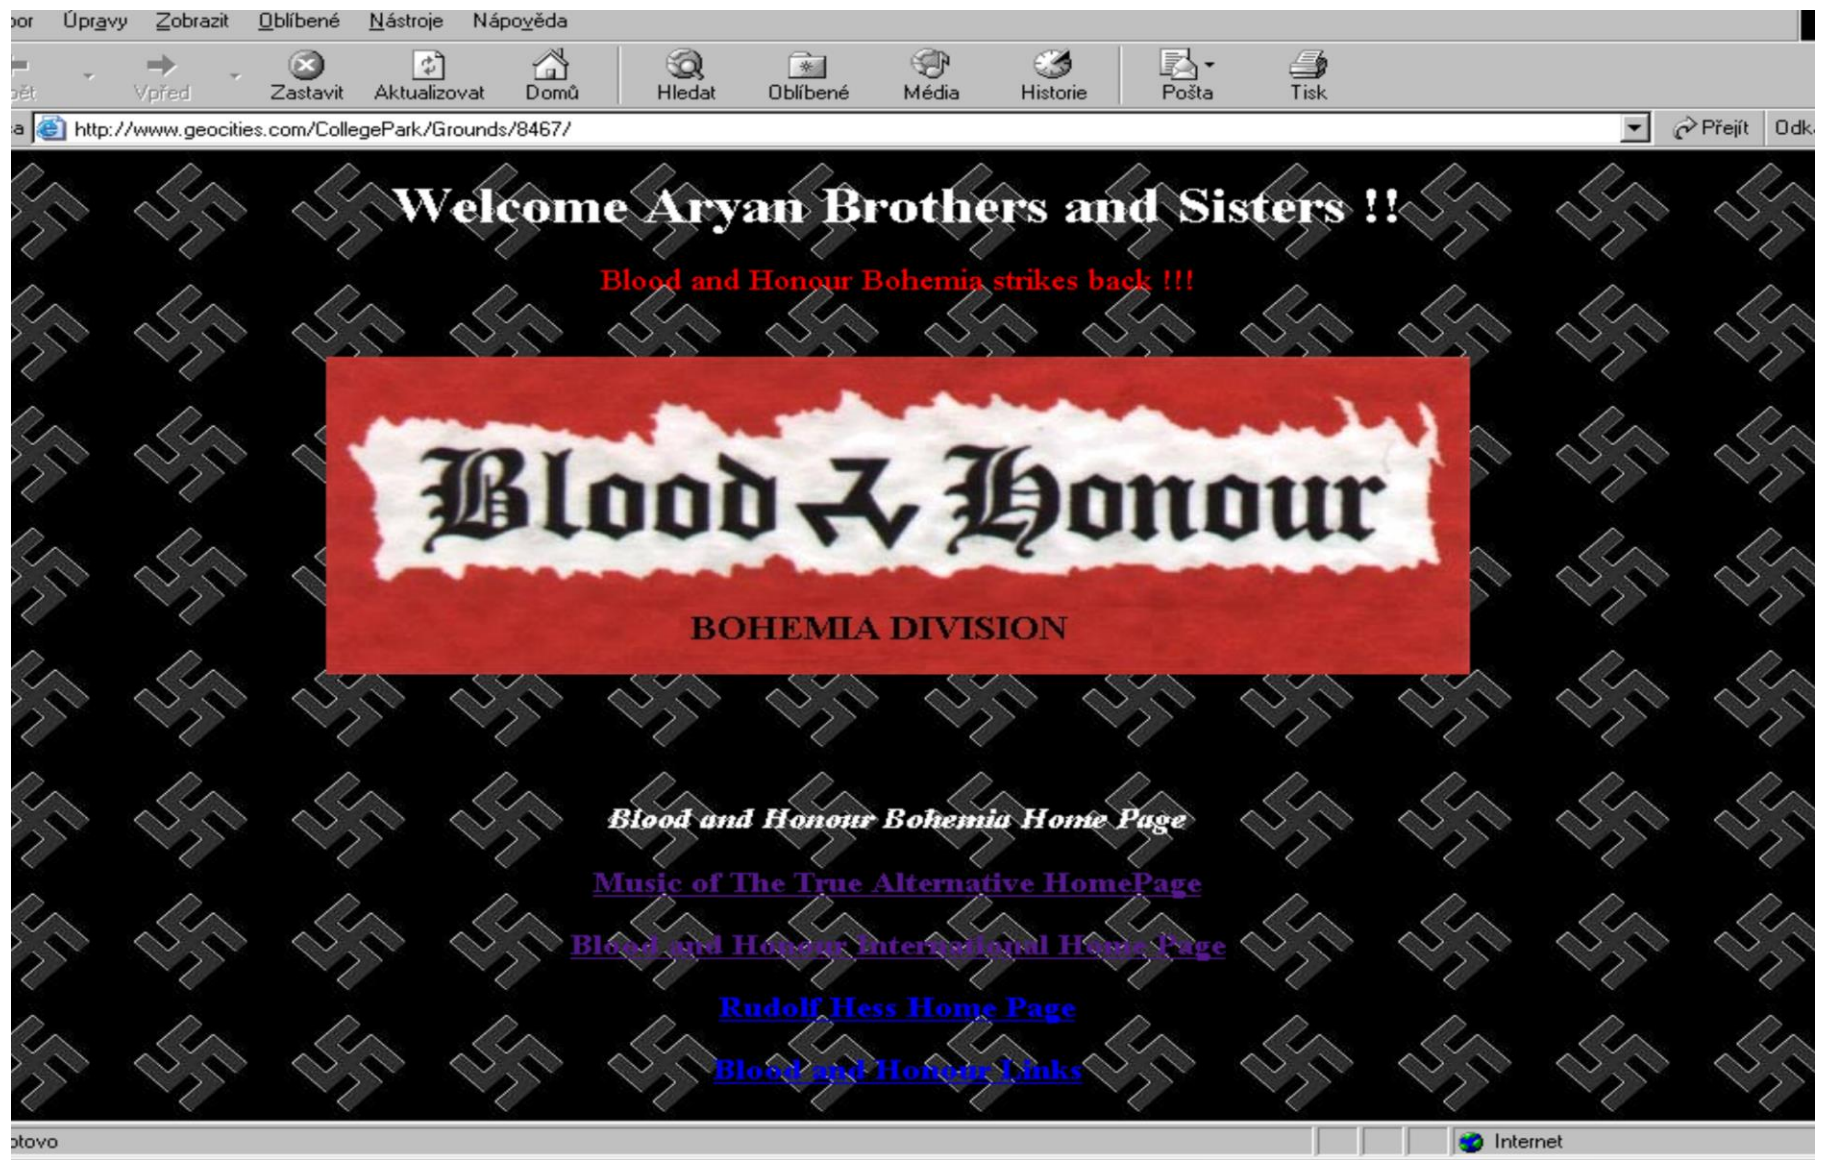 Úpravy Zobrazit Oblíbené Nástroje Nápověda
Vpřed Zastavit Aktualizovat Domů Hledat Oblíbené Média Historie Pošta Tisk
http://www.geocities.com/CollegePark/Grounds/8467/ Přejít
Welcome Aryan Brothers and Sisters !!
Blood and Honour Bohemia strikes back !!!
Blood Honour
BOHEMIA DIVISION
Blood and Honour Bohemia Home Page
Music of The True Alternative HomePage
Blood and Honour International Home Page
Rudolf Hess Home Page
Blood and Honour Links
Internet